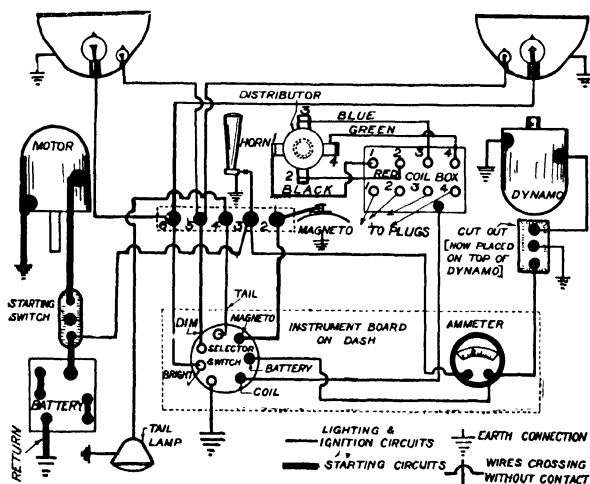 DISTRIBUTOR
3
BLUE
GREEN
MOTOR
HORN
4
1
2
3
4
2
RED
COIL BOX
BLACK
1
2
3
4
DYNAMO
6
5
4
3
2
MAGNETO
TO PLUGS
CUT OUT
[NOW PLACED
ON TOP OF
DYNAMO]
STARTING
SWITCH
TAIL
DIM
MAGNETO
INSTRUMENT BOARD
ON DASH
AMMETER
SELECTOR
SWITCH
BRIGHT
BATTERY
COIL
BATTERY
RETURN
TAIL
LAMP
LIGHTING &
IGNITION CIRCUITS
EARTH CONNECTION
STARTING CIRCUITS
WIRES CROSSING
WITHOUT CONTACT